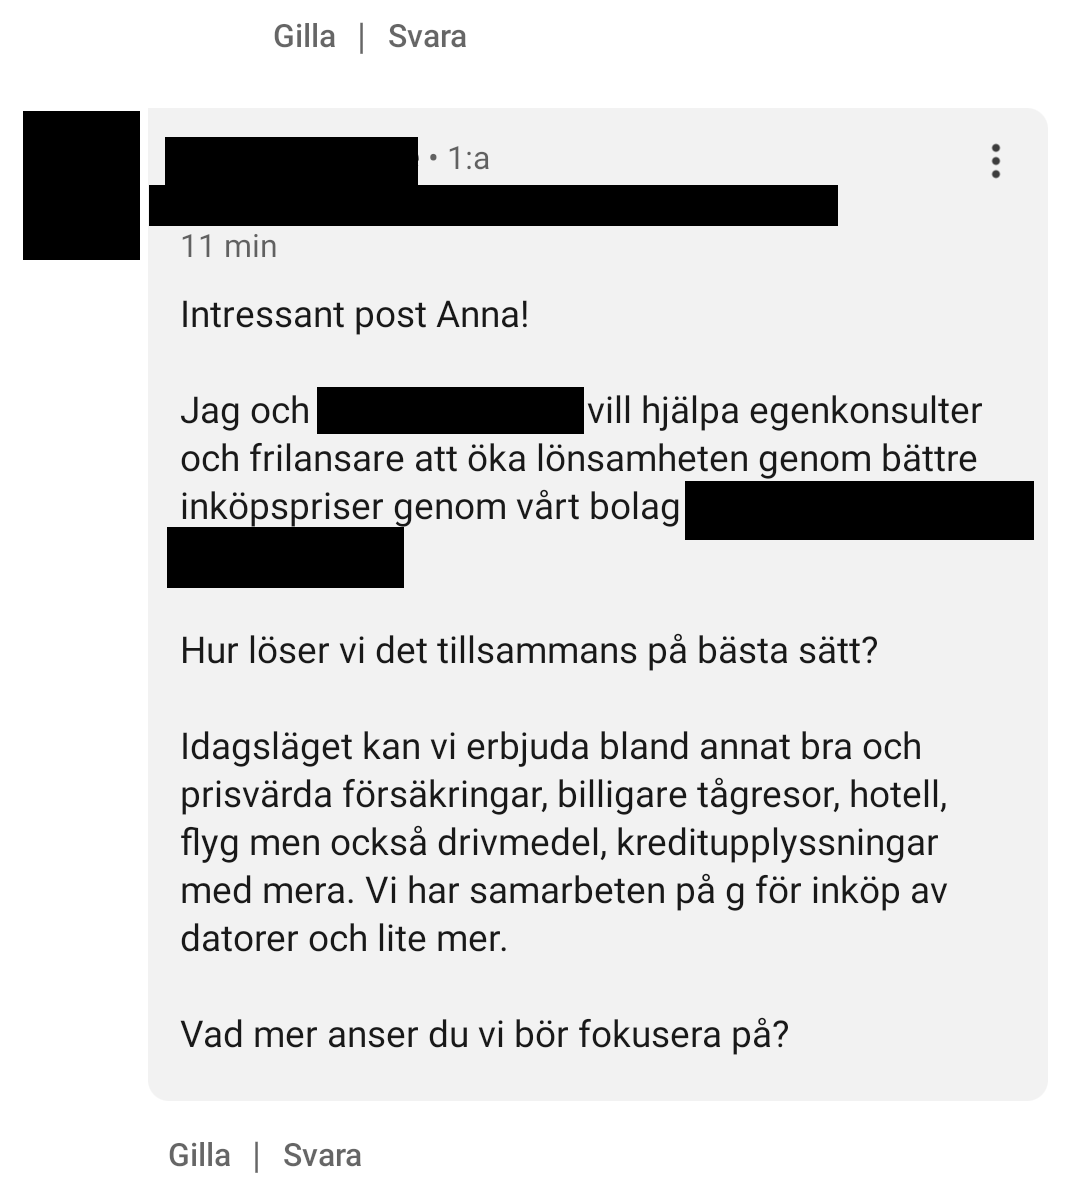 Gilla | Svara
• 1:a
11 min
Intressant post Anna!
Jag och vill hjälpa egenkonsulter
och frilansare att öka lönsamheten genom bättre
inköpspriser genom vårt bolag
Hur löser vi det tillsammans på bästa sätt?
Idagsläget kan vi erbjuda bland annat bra och
prisvärda försäkringar, billigare tågresor, hotell,
flyg men också drivmedel, kreditupplyssningar
med mera. Vi har samarbeten på g för inköp av
datorer och lite mer.
Vad mer anser du vi bör fokusera på?
Gilla | Svara